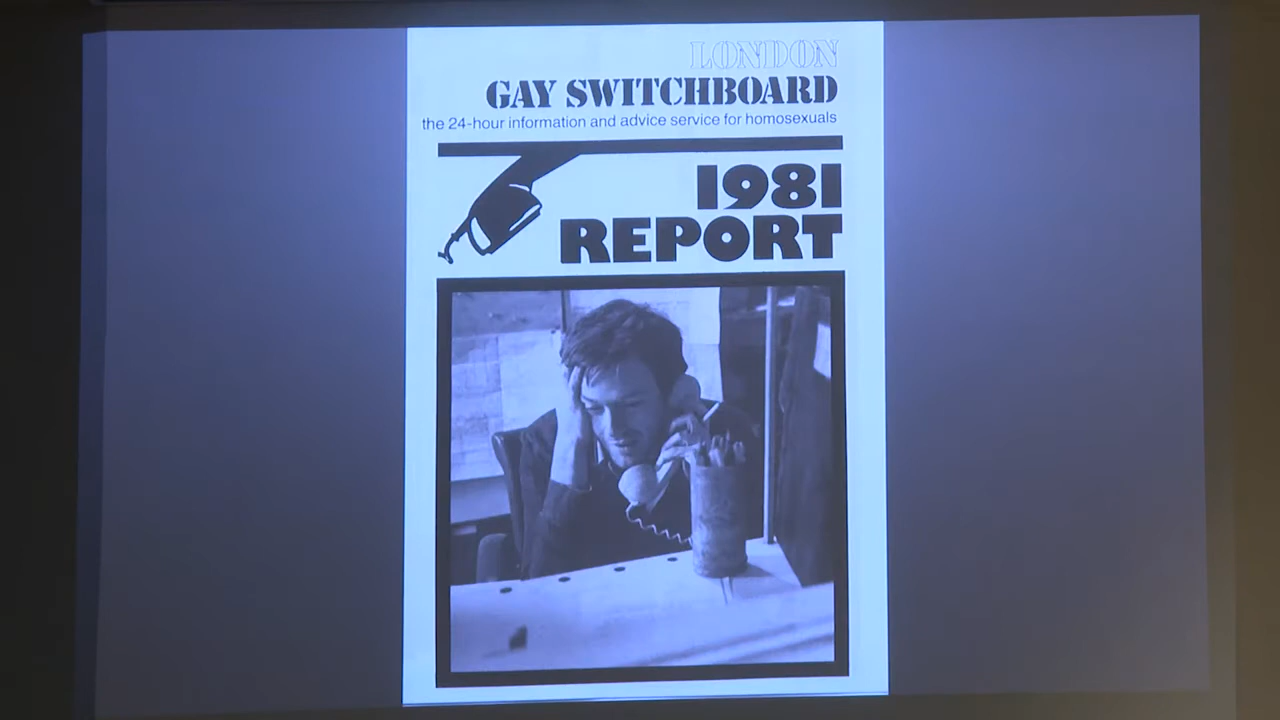 LONDON
GAY SWITCHBOARD
the 24-hour information and advice service for homosexuals
1981
REPORT